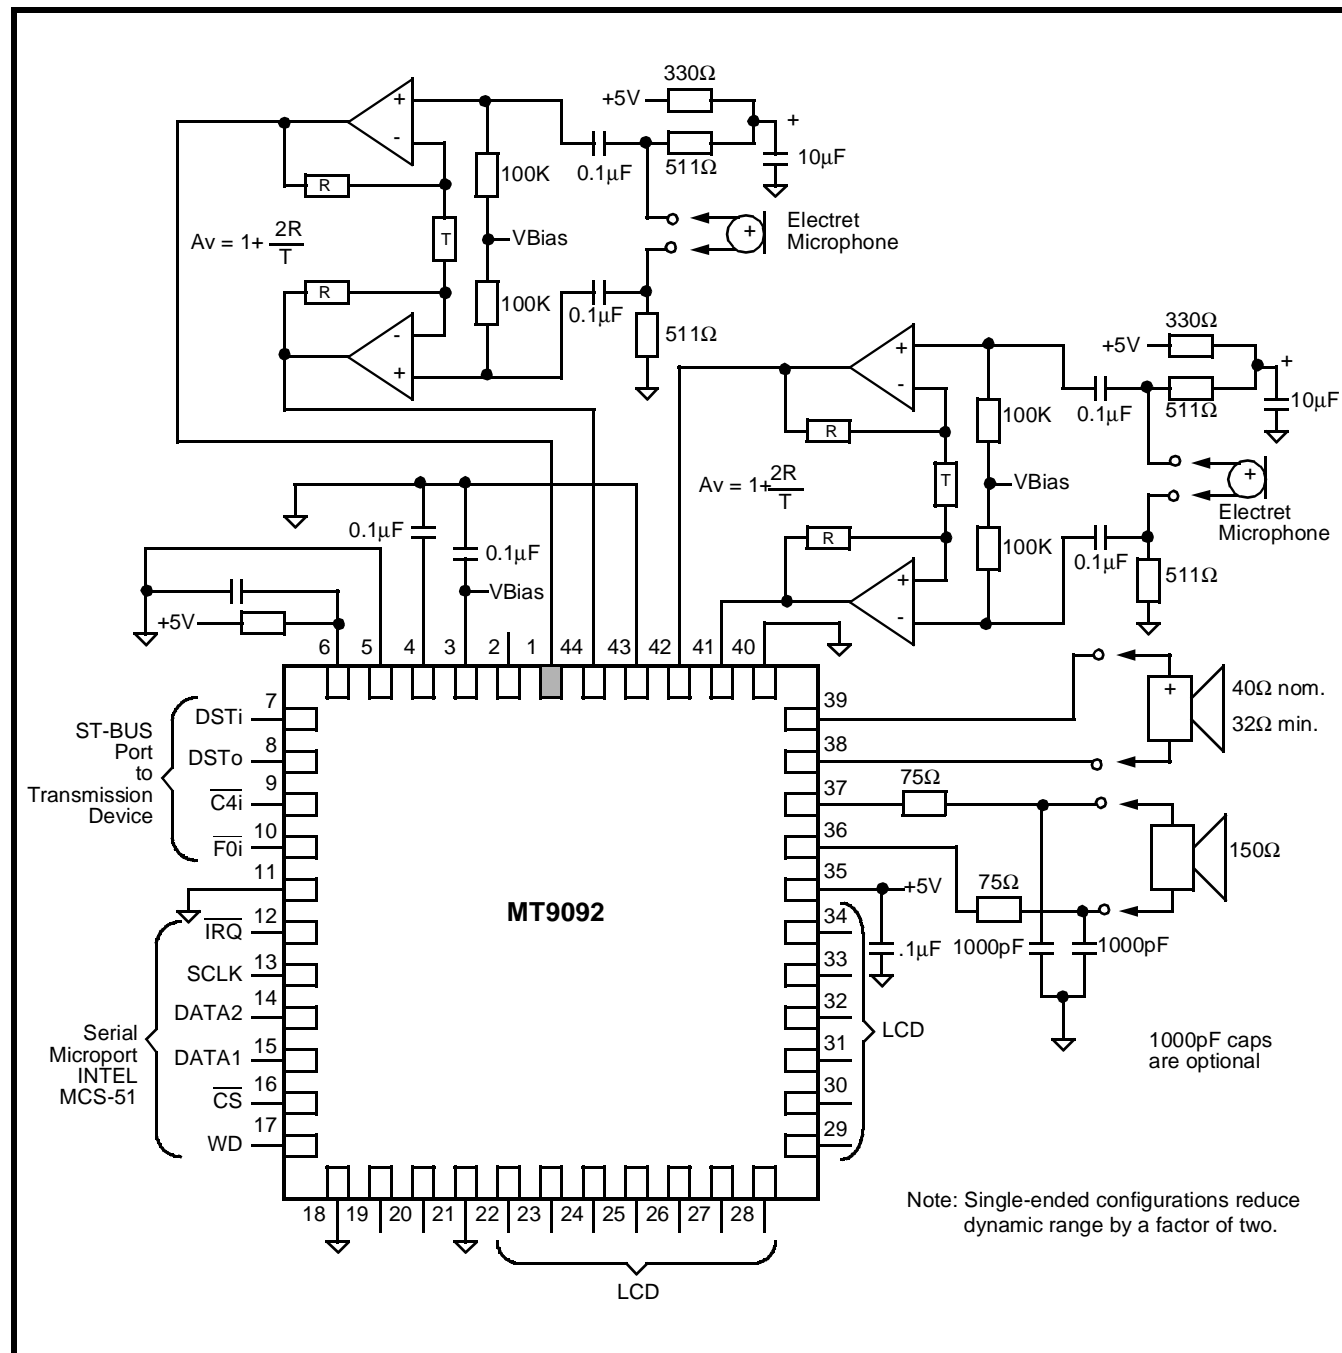 330Ω
+5V
+
+
-
100K
0.1µF
511Ω
10µF
R
Electret
Microphone
+
Av = 1+ 2R
T
T
VBias
R
100K
0.1µF
-
+
511Ω
330Ω
+5V
+
+
-
100K
0.1µF
511Ω
10µF
R
Av = 1+ 2R
T
T
VBias
+
Electret
Microphone
0.1µF
0.1µF
R
100K
0.1µF
VBias
+
-
511Ω
+5V
6 5 4 3 2 1 44 43 42 41 40
7
DSTi
8
DSTo
9
C4i
10
F0i
ST-BUS
Port
to
Transmission
Device
11
12
IRQ
13
SCLK
14
DATA2
15
DATA1
16
CS
17
WD
Serial
Microport
INTEL
MCS-51
MT9092
39
+
40Ω nom.
32Ω min.
38
75Ω
37
36
150Ω
35
+5V
75Ω
34
.1µF
1000pF
1000pF
33
32
LCD
31
30
29
1000pF caps
are optional
18 19 20 21 22 23 24 25 26 27 28
LCD
Note: Single-ended configurations reduce
dynamic range by a factor of two.